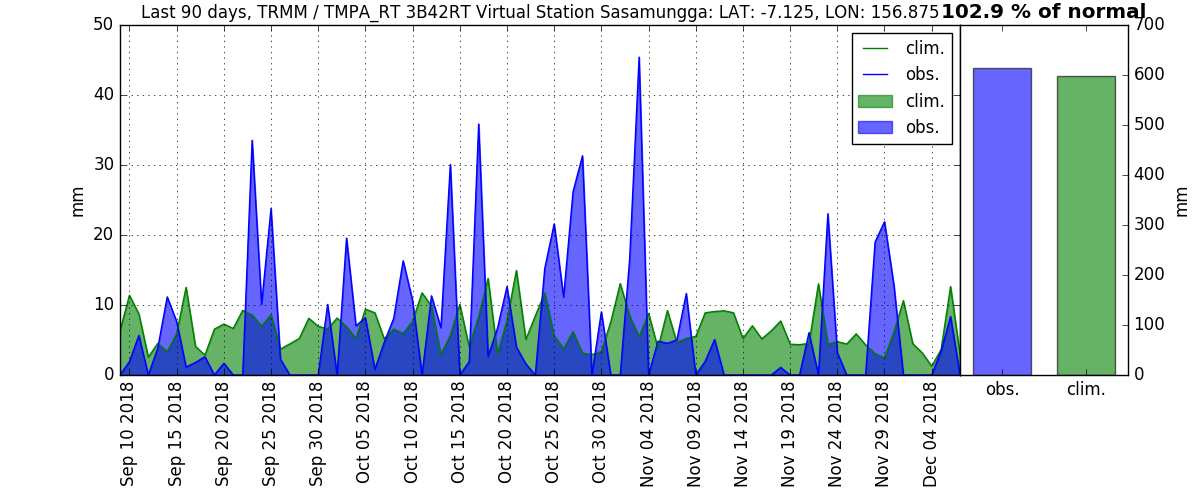 Last 90 days, TRMM / TMPA_RT 3B42RT Virtual Station Sasamungga: LAT: -7.125, LON: 156.875
102.9 % of normal
50
40
30
20
10
0
mm
clim.
obs.
clim.
obs.
700
600
500
400
300
200
100
0
mm
obs.
clim.
Sep 10 2018
Sep 15 2018
Sep 20 2018
Sep 25 2018
Sep 30 2018
Oct 05 2018
Oct 10 2018
Oct 15 2018
Oct 20 2018
Oct 25 2018
Oct 30 2018
Nov 04 2018
Nov 09 2018
Nov 14 2018
Nov 19 2018
Nov 24 2018
Nov 29 2018
Dec 04 2018